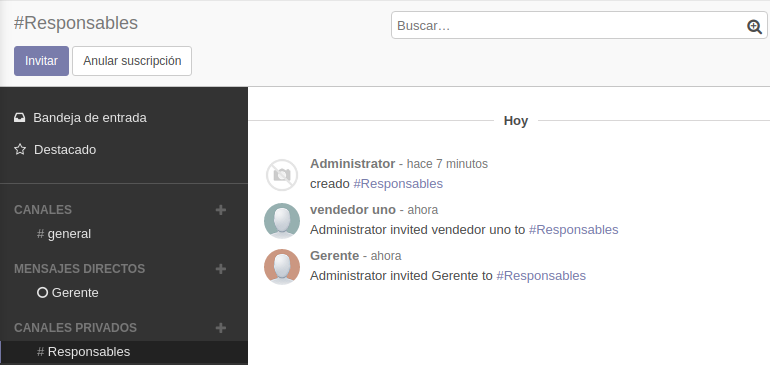 #Responsables
Buscar...
Invitar
Anular suscripción
Bandeja de entrada
Destacado
CANALES
# general
MENSAJES DIRECTOS
Gerente
CANALES PRIVADOS
# Responsables
Hoy
Administrator - hace 7 minutos
creado #Responsables
vendedor uno - ahora
Administrator invited vendedor uno to #Responsables
Gerente - ahora
Administrator invited Gerente to #Responsables